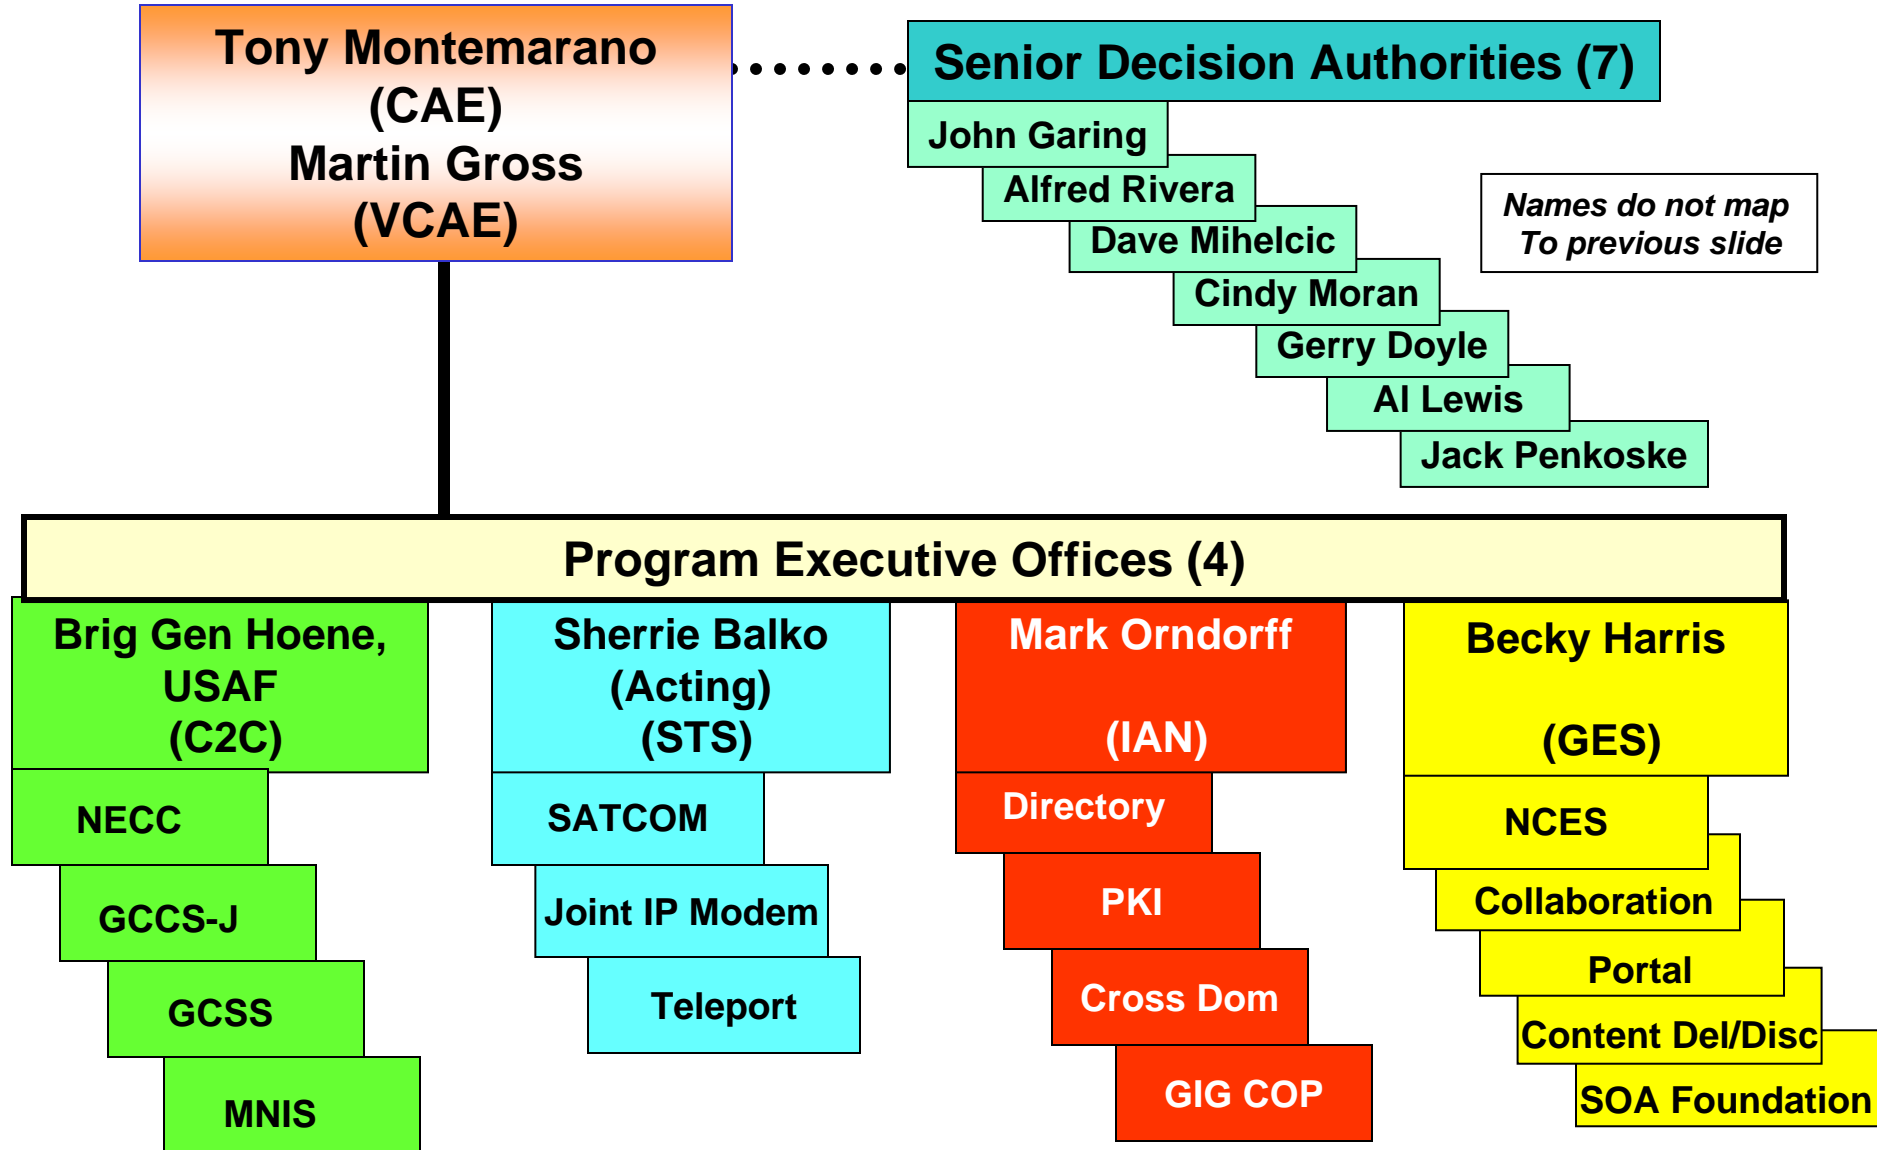 Tony Montemarano
(CAE)
Martin Gross
(VCAE)
Senior Decision Authorities (7)
John Garing
Alfred Rivera
Dave Mihelcic
Cindy Moran
Gerry Doyle
Al Lewis
Jack Penkoske
Names do not map
To previous slide
Program Executive Offices (4)
Brig Gen Hoene,
USAF
(C2C)
NECC
GCCS-J
GCSS
MNIS
Sherrie Balko
(Acting)
(STS)
SATCOM
Joint IP Modem
Teleport
Mark Orndorff
(IAN)
Directory
PKI
Cross Dom
GIG COP
Becky Harris
(GES)
NCES
Collaboration
Portal
Content Del/Disc
SOA Foundation